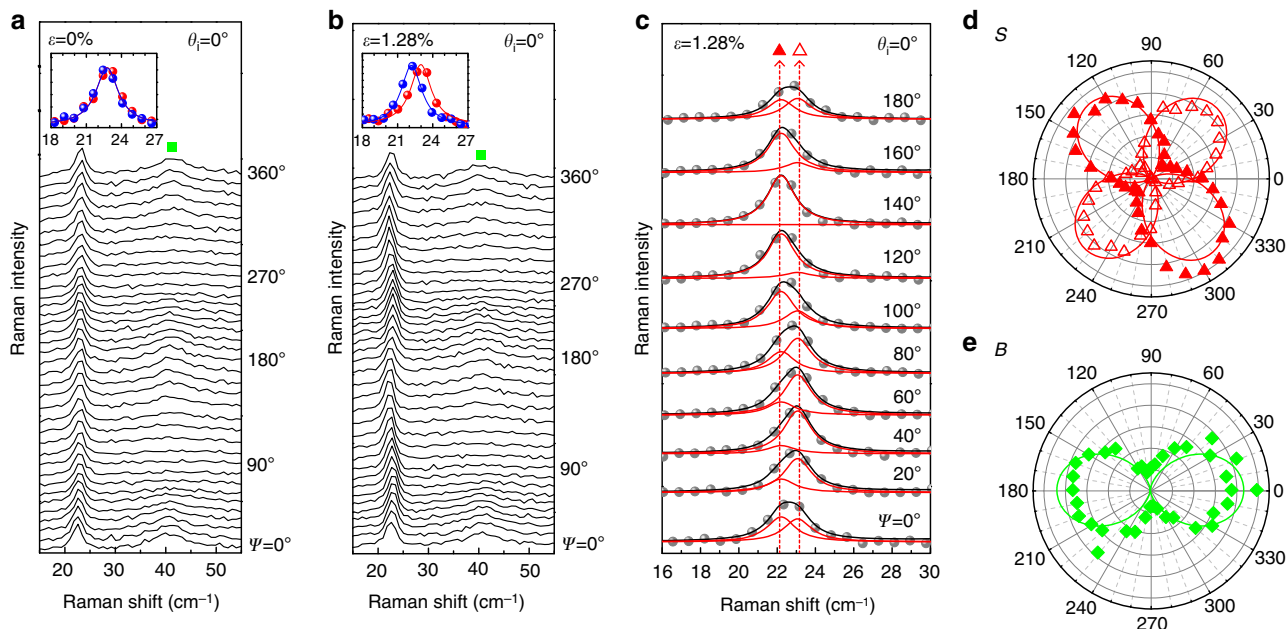 a
ε=0%
θi=0°
18 21 24 27
360°
270°
180°
90°
Ψ=0°
20 30 40 50
Raman shift (cm⁻¹)
Raman intensity
b
ε=1.28%
θi=0°
18 21 24 27
360°
270°
180°
90°
Ψ=0°
20 30 40 50
Raman shift (cm⁻¹)
Raman intensity
c
ε=1.28%
θi=0°
180°
160°
140°
120°
100°
80°
60°
40°
20°
Ψ=0°
16 18 20 22 24 26 28 30
Raman shift (cm⁻¹)
Raman intensity
d
S
90
120 60
150 30
180 0
210 330
240 300
270
e
B
90
120 60
150 30
180 0
210 330
240 300
270